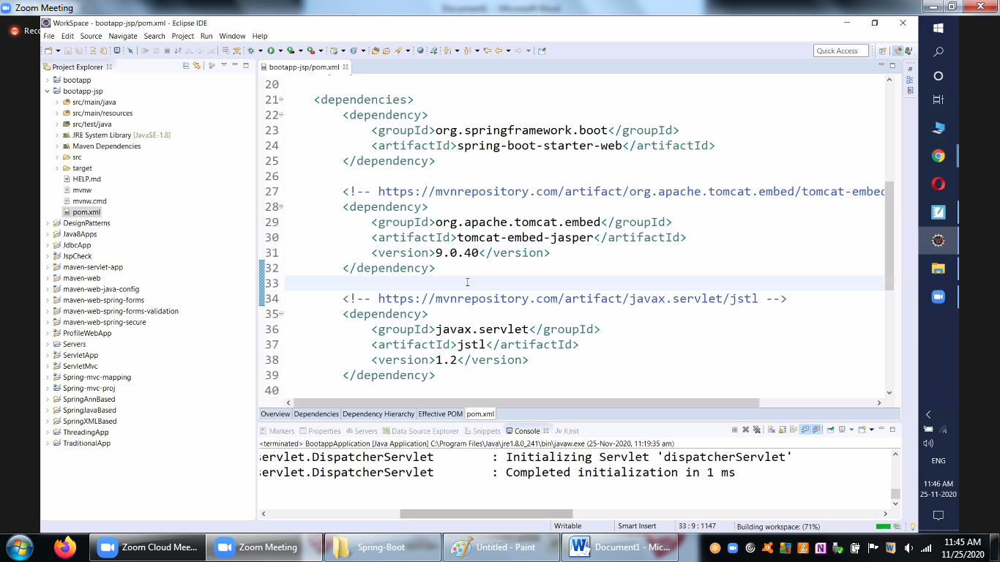 Zoom Meeting
Document1 - Microsoft Word
WorkSpace - bootapp-jsp/pom.xml - Eclipse IDE
File Edit Source Navigate Search Project Run Window Help
Quick Access
Project Explorer
bootapp
bootapp-jsp
src/main/java
src/main/resources
src/test/java
JRE System Library [JavaSE-1.8]
Maven Dependencies
src
target
HELP.md
mvnw
mvnw.cmd
pom.xml
DesignPatterns
Java8Apps
JdbcApp
JspCheck
maven-servlet-app
maven-web
maven-web-java-config
maven-web-spring-forms
maven-web-spring-forms-validation
maven-web-spring-secure
ProfileWebApp
Servers
ServletApp
ServletMvc
Spring-mvc-mapping
Spring-mvc-proj
SpringAnnBased
SpringJavaBased
SpringXMLBased
ThreadingApp
TraditionalApp
bootapp-jsp/pom.xml
20
21 <dependencies>
22 <dependency>
23 <groupId>org.springframework.boot</groupId>
24 <artifactId>spring-boot-starter-web</artifactId>
25 </dependency>
26
27 <!-- https://mvnrepository.com/artifact/org.apache.tomcat.embed/tomcat-embed
28 <dependency>
29 <groupId>org.apache.tomcat.embed</groupId>
30 <artifactId>tomcat-embed-jasper</artifactId>
31 <version>9.0.40</version>
32 </dependency>
33
34 <!-- https://mvnrepository.com/artifact/javax.servlet/jstl -->
35 <dependency>
36 <groupId>javax.servlet</groupId>
37 <artifactId>jstl</artifactId>
38 <version>1.2</version>
39 </dependency>
40
Overview Dependencies Dependency Hierarchy Effective POM pom.xml
Markers Properties Servers Data Source Explorer Snippets Console JUnit
<terminated> BootappApplication [Java Application] C:\Program Files\Java\jre1.8.0_241\bin\javaw.exe (25-Nov-2020, 11:19:35 am)
servlet.DispatcherServlet : Initializing Servlet 'dispatcherServlet'
servlet.DispatcherServlet : Completed initialization in 1 ms
Writable Smart Insert 33 : 9 : 1147 Building workspace: (71%)
ENG
11:46 AM
25-11-2020
Zoom Cloud Mee... Zoom Meeting Spring-Boot Untitled - Paint Document1 - Mic...
11:45 AM
11/25/2020